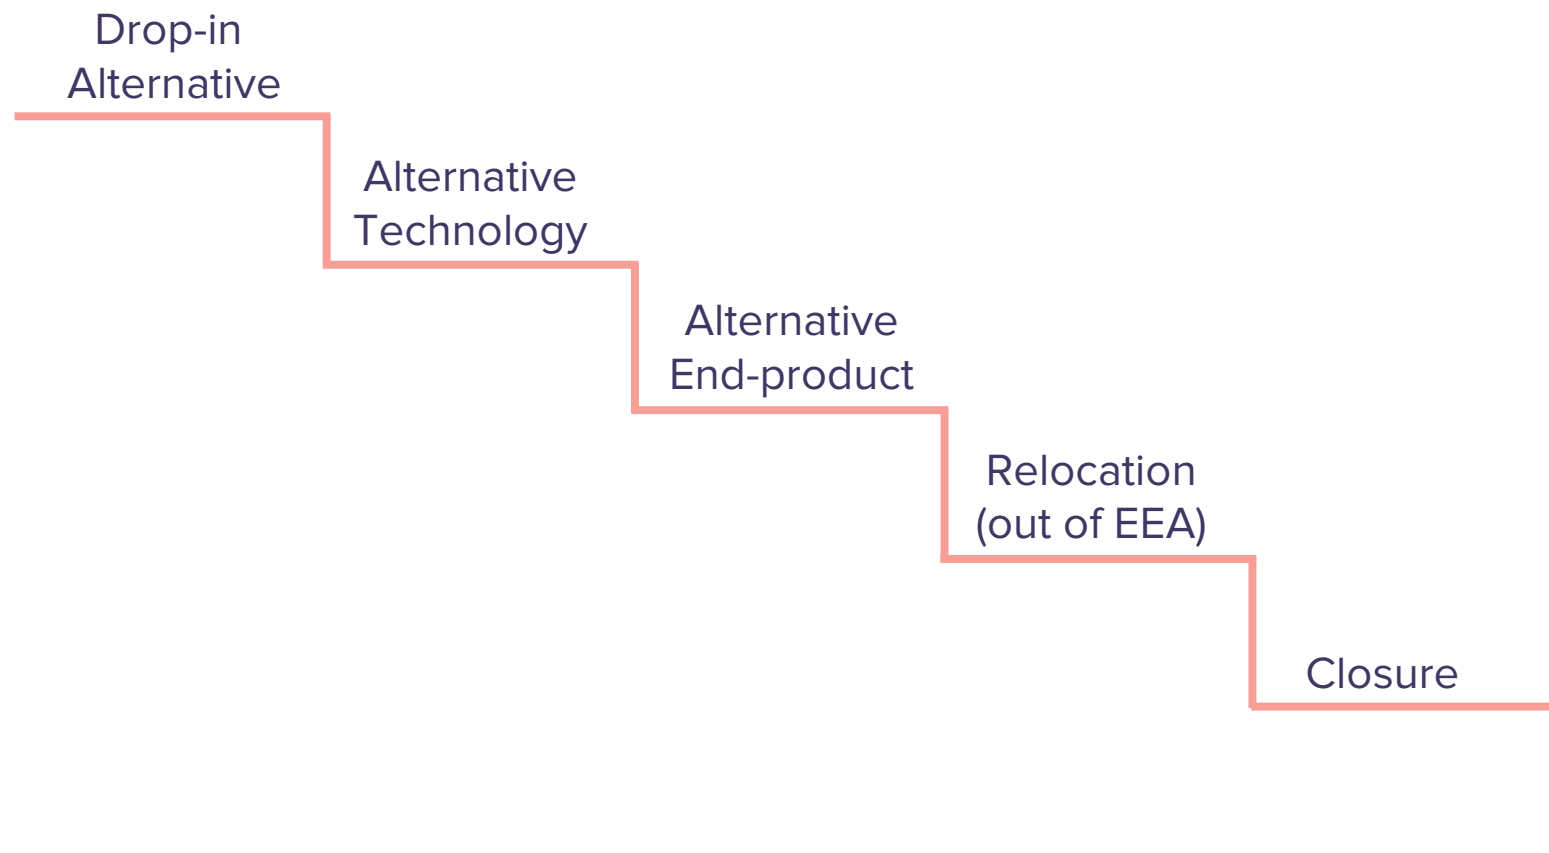 Drop-in
Alternative
Alternative
Technology
Alternative
End-product
Relocation
(out of EEA)
Closure